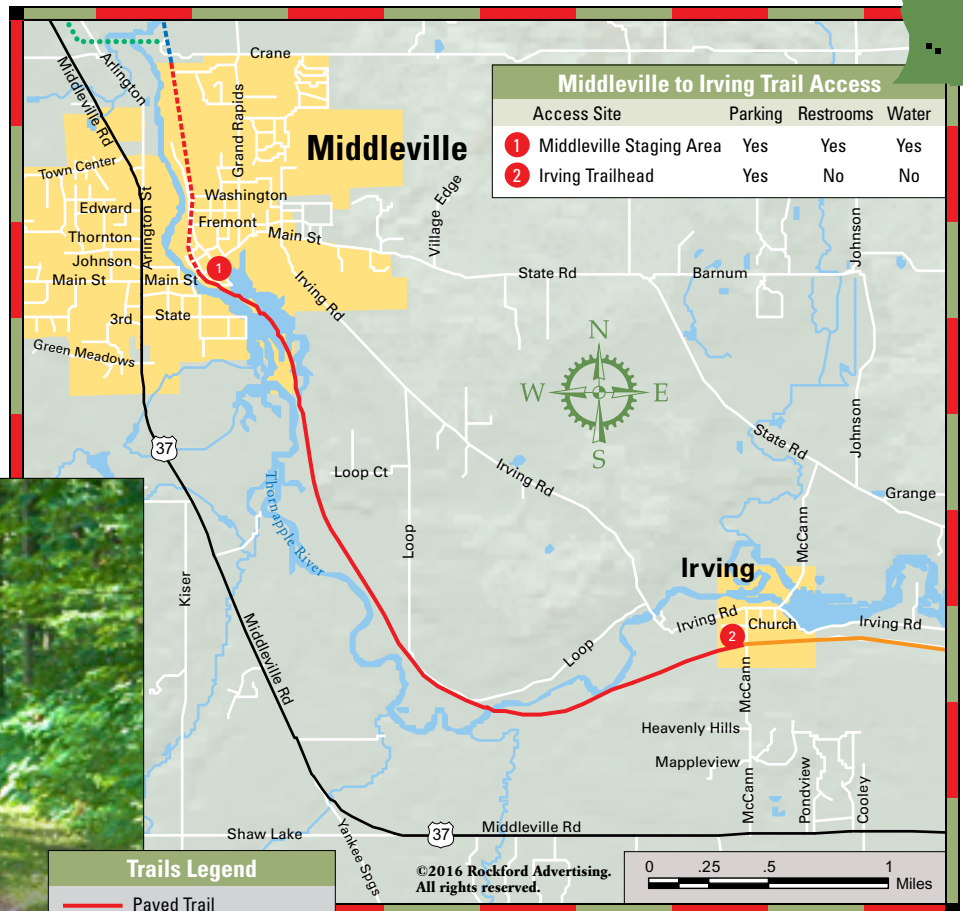 Crane
Arlington
Middleville Rd
Grand Rapids
Middleville
Middleville to Irving Trail Access
Access Site Parking Restrooms Water
1 Middleville Staging Area Yes Yes Yes
2 Irving Trailhead Yes No No
Town Center
Edward
Thornton
Johnson
Main St
Arlington St
Main St
3rd
State
Green Meadows
Washington
Fremont
Main St
1
Village Edge
State Rd
Barnum
Johnson
Irving Rd
N
W E
S
37
Loop Ct
Thornapple River
Loop
Irving Rd
State Rd
Johnson
Grange
McCann
Irving
Kiser
Middleville Rd
Loop
Irving Rd
Church
Irving Rd
2
McCann
Heavenly Hills
Mappleview
McCann
Pondview
Cooley
Shaw Lake
Yankee Spgs
37
Middleville Rd
Trails Legend
Paved Trail
©2016 Rockford Advertising.
All rights reserved.
0 .25 .5 1
Miles